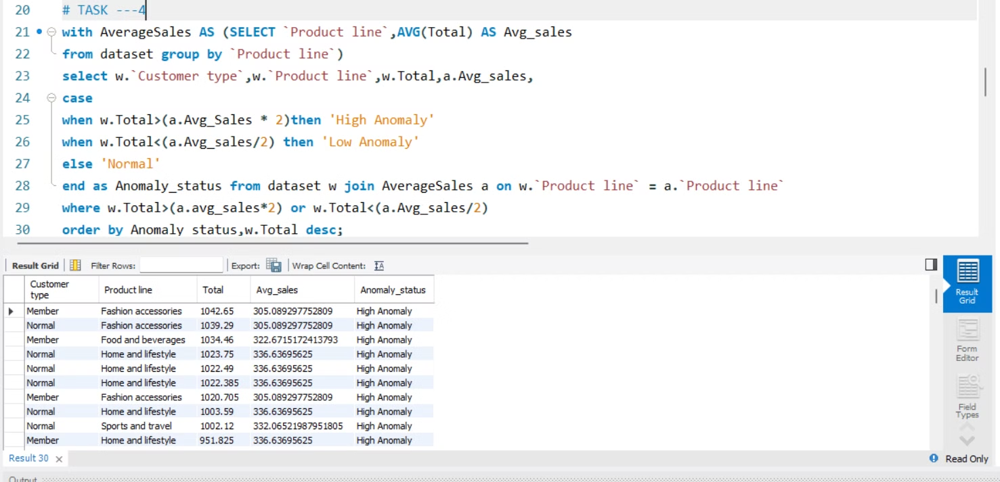 20 # TASK ---4
21 with AverageSales AS (SELECT `Product line`,AVG(Total) AS Avg_sales
22 from dataset group by `Product line`)
23 select w.`Customer type`,w.`Product line`,w.Total,a.Avg_sales,
24 case
25 when w.Total>(a.Avg_Sales * 2)then 'High Anomaly'
26 when w.Total<(a.Avg_sales/2) then 'Low Anomaly'
27 else 'Normal'
28 end as Anomaly_status from dataset w join AverageSales a on w.`Product line` = a.`Product line`
29 where w.Total>(a.avg_sales*2) or w.Total<(a.Avg_sales/2)
30 order by Anomaly_status,w.Total desc;
Result Grid Filter Rows: Export: Wrap Cell Content:
Customer type Product line Total Avg_sales Anomaly_status
Member Fashion accessories 1042.65 305.089297752809 High Anomaly
Normal Fashion accessories 1039.29 305.089297752809 High Anomaly
Member Food and beverages 1034.46 322.6715172413793 High Anomaly
Normal Home and lifestyle 1023.75 336.63695625 High Anomaly
Normal Home and lifestyle 1022.49 336.63695625 High Anomaly
Normal Home and lifestyle 1022.385 336.63695625 High Anomaly
Member Fashion accessories 1020.705 305.089297752809 High Anomaly
Normal Home and lifestyle 1003.59 336.63695625 High Anomaly
Normal Sports and travel 1002.12 332.06521987951805 High Anomaly
Member Home and lifestyle 951.825 336.63695625 High Anomaly
Result Grid
Form Editor
Field Types
Result 30 ×
Read Only
Output